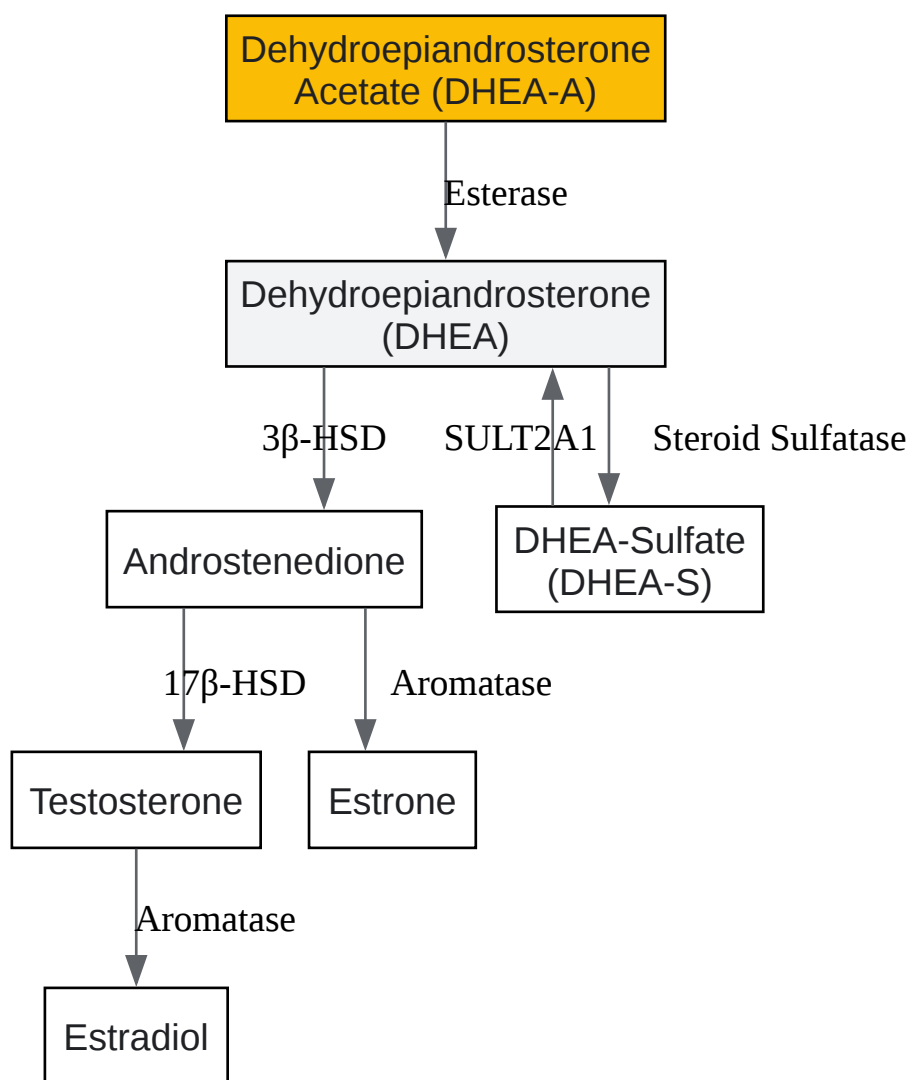 Dehydroepiandrosterone
Acetate (DHEA-A)
Esterase
Dehydroepiandrosterone
(DHEA)
3β-HSD
SULT2A1
Steroid Sulfatase
Androstenedione
DHEA-Sulfate
(DHEA-S)
17β-HSD
Aromatase
Testosterone
Estrone
Aromatase
Estradiol